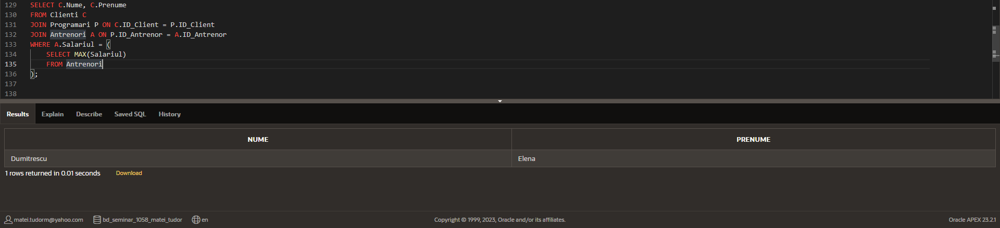 129 SELECT C.Nume, C.Prenume
130 FROM Clienti C
131 JOIN Programari P ON C.ID_Client = P.ID_Client
132 JOIN Antrenori A ON P.ID_Antrenor = A.ID_Antrenor
133 WHERE A.Salariul = (
134 SELECT MAX(Salariul)
135 FROM Antrenori
136 );
137
138
Results Explain Describe Saved SQL History
NUME PRENUME
Dumitrescu Elena
1 rows returned in 0.01 seconds Download
matei.tudorm@yahoo.com bd_seminar_1058_matei_tudor en Copyright © 1999, 2023, Oracle and/or its affiliates. Oracle APEX 23.2.1